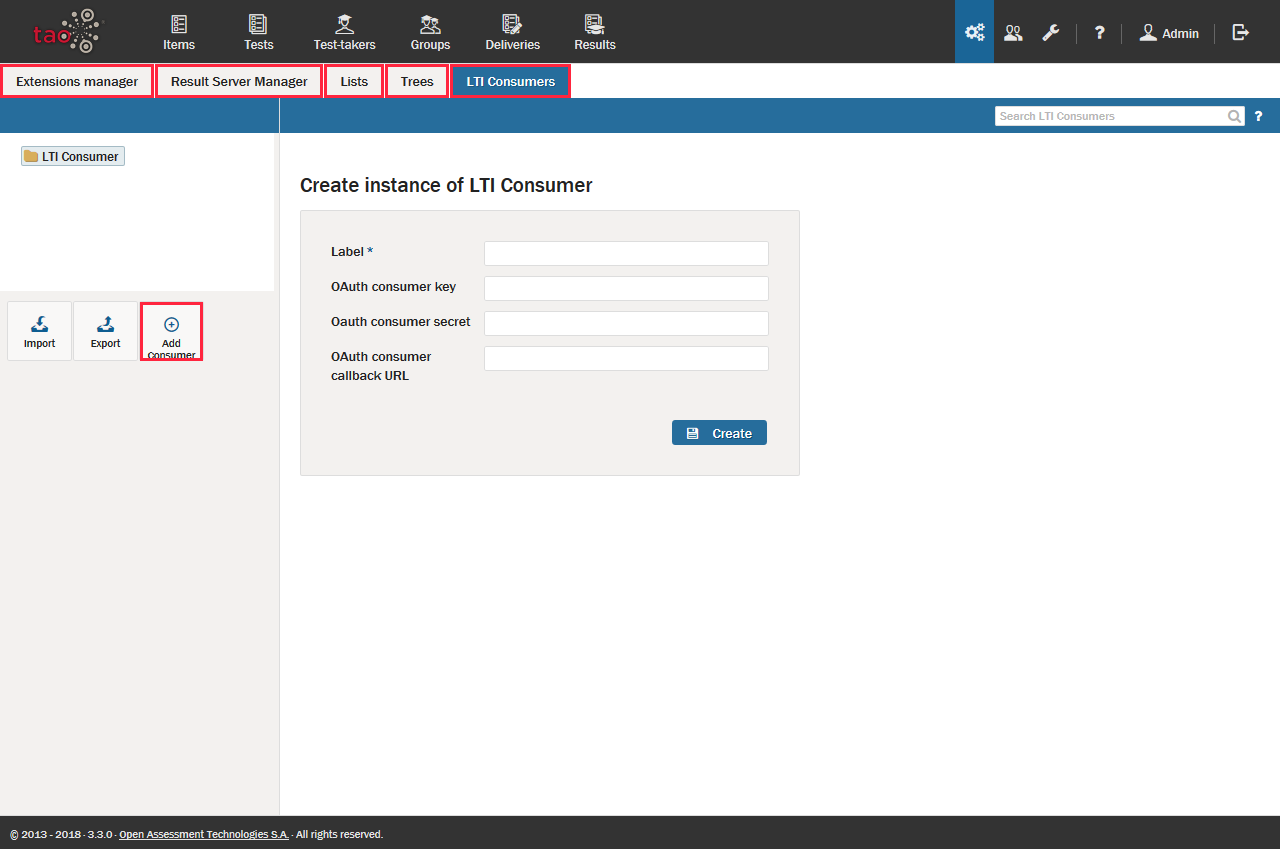 tao
Items
Tests
Test-takers
Groups
Deliveries
Results
?
Admin
Extensions manager
Result Server Manager
Lists
Trees
LTI Consumers
Search LTI Consumers
?
LTI Consumer
Import
Export
Add
Consumer
Create instance of LTI Consumer
Label *
OAuth consumer key
Oauth consumer secret
OAuth consumer
callback URL
Create
© 2013 - 2018 · 3.3.0 · Open Assessment Technologies S.A. · All rights reserved.